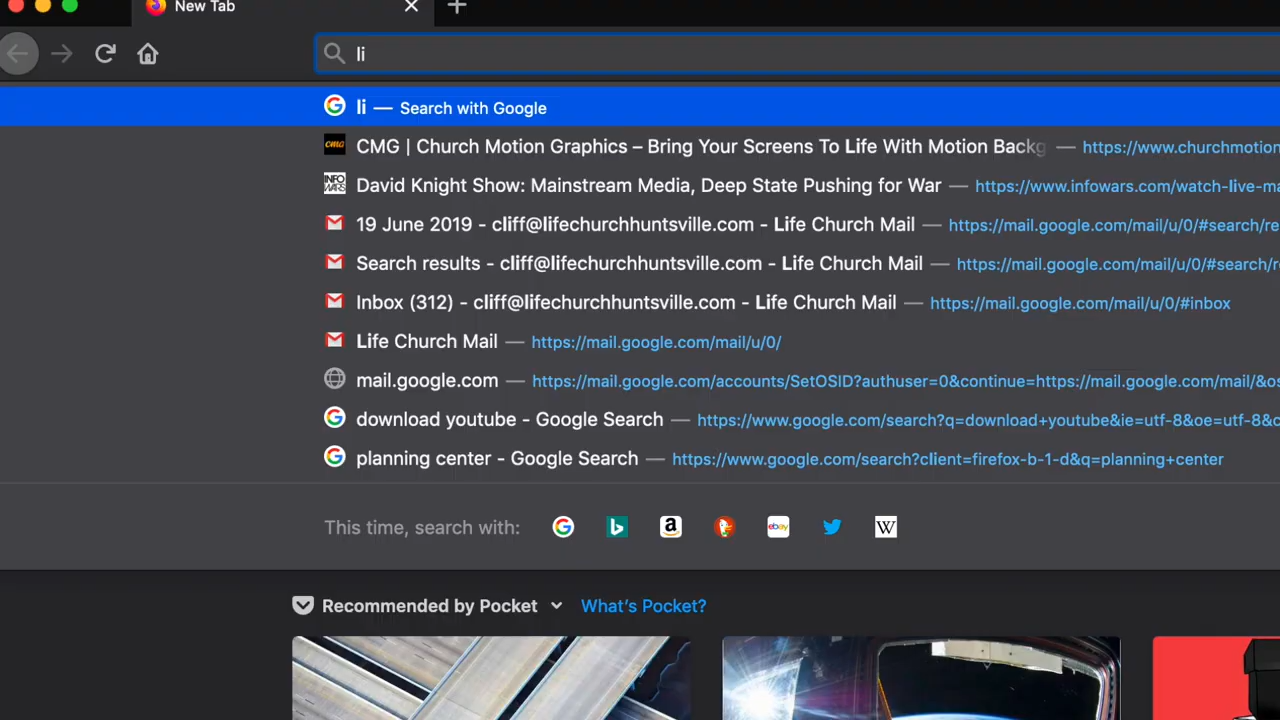 New Tab
li
li — Search with Google
CMG | Church Motion Graphics – Bring Your Screens To Life With Motion Backg — https://www.churchmotion
INFO WARS David Knight Show: Mainstream Media, Deep State Pushing for War — https://www.infowars.com/watch-live-ma
19 June 2019 - cliff@lifechurchhuntsville.com - Life Church Mail — https://mail.google.com/mail/u/0/#search/re
Search results - cliff@lifechurchhuntsville.com - Life Church Mail — https://mail.google.com/mail/u/0/#search/re
Inbox (312) - cliff@lifechurchhuntsville.com - Life Church Mail — https://mail.google.com/mail/u/0/#inbox
Life Church Mail — https://mail.google.com/mail/u/0/
mail.google.com — https://mail.google.com/accounts/SetOSID?authuser=0&continue=https://mail.google.com/mail/&os
download youtube - Google Search — https://www.google.com/search?q=download+youtube&ie=utf-8&oe=utf-8&c
planning center - Google Search — https://www.google.com/search?client=firefox-b-1-d&q=planning+center
This time, search with:
Recommended by Pocket What's Pocket?